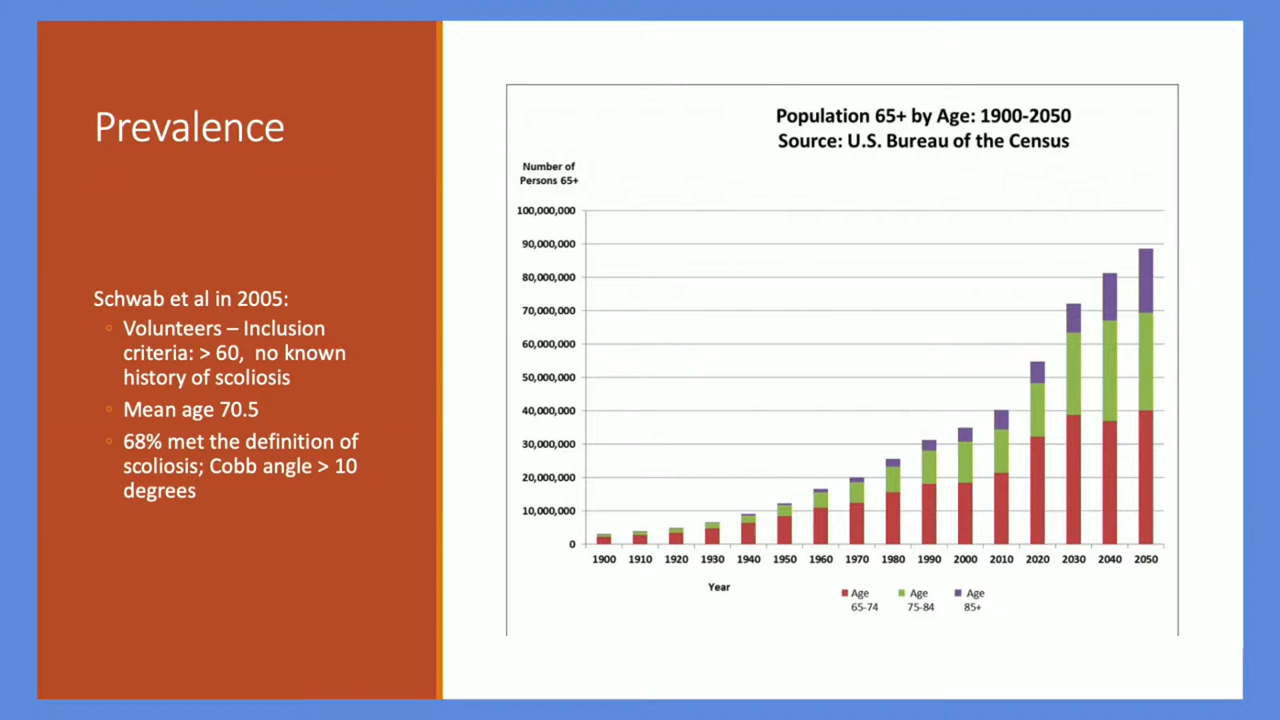 Prevalence
Schwab et al in 2005:
◦ Volunteers – Inclusion
criteria: > 60, no known
history of scoliosis
◦ Mean age 70.5
◦ 68% met the definition of
scoliosis; Cobb angle > 10
degrees
Population 65+ by Age: 1900-2050
Source: U.S. Bureau of the Census
Number of
Persons 65+
100,000,000
90,000,000
80,000,000
70,000,000
60,000,000
50,000,000
40,000,000
30,000,000
20,000,000
10,000,000
0
1900 1910 1920 1930 1940 1950 1960 1970 1980 1990 2000 2010 2020 2030 2040 2050
Year
Age Age Age
65-74 75-84 85+